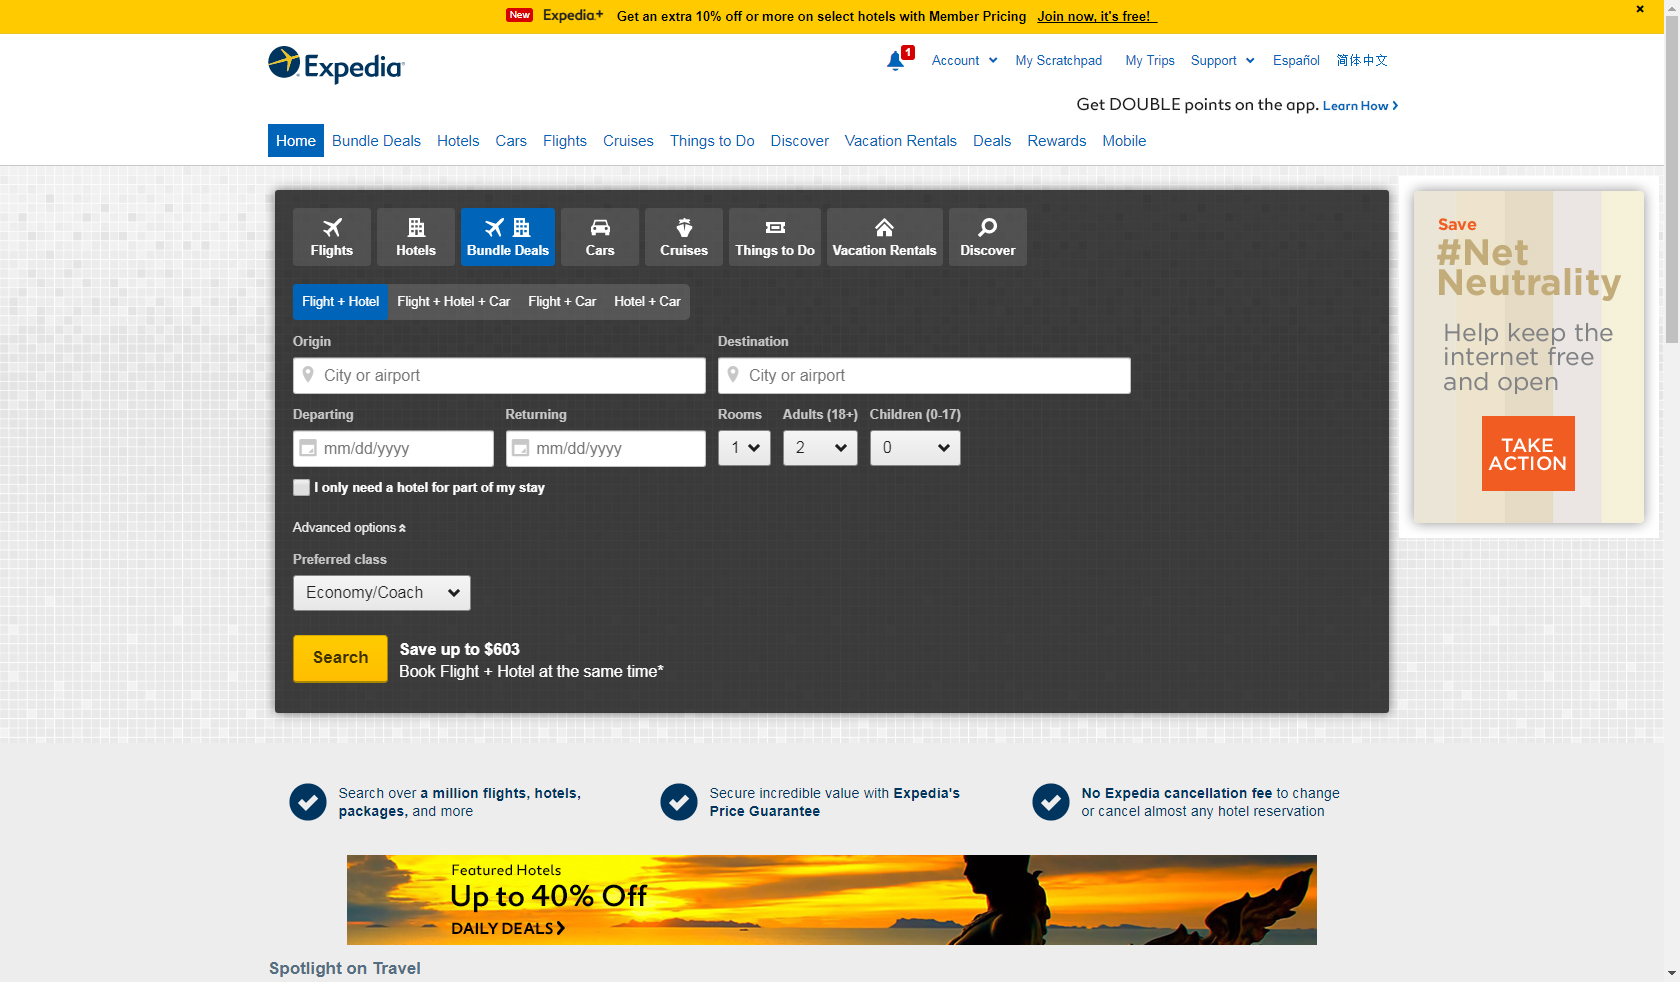 New Expedia+ Get an extra 10% off or more on select hotels with Member Pricing Join now, it's free!
Expedia
1 Account My Scratchpad My Trips Support Español 简体中文
Get DOUBLE points on the app. Learn How
Home Bundle Deals Hotels Cars Flights Cruises Things to Do Discover Vacation Rentals Deals Rewards Mobile
Flights Hotels Bundle Deals Cars Cruises Things to Do Vacation Rentals Discover
Flight + Hotel Flight + Hotel + Car Flight + Car Hotel + Car
Origin Destination
City or airport City or airport
Departing Returning Rooms Adults (18+) Children (0-17)
mm/dd/yyyy mm/dd/yyyy 1 2 0
I only need a hotel for part of my stay
Advanced options
Preferred class
Economy/Coach
Search
Save up to $603
Book Flight + Hotel at the same time*
Save
#Net
Neutrality
Help keep the
internet free
and open
TAKE
ACTION
Search over a million flights, hotels,
packages, and more
Secure incredible value with Expedia's
Price Guarantee
No Expedia cancellation fee to change
or cancel almost any hotel reservation
Featured Hotels
Up to 40% Off
DAILY DEALS
Spotlight on Travel